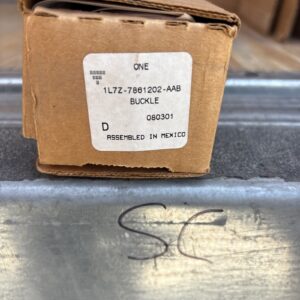 ONE
1L7Z-7861202-AAB
BUCKLE
080301
D
ASSEMBLED IN MEXICO
SC